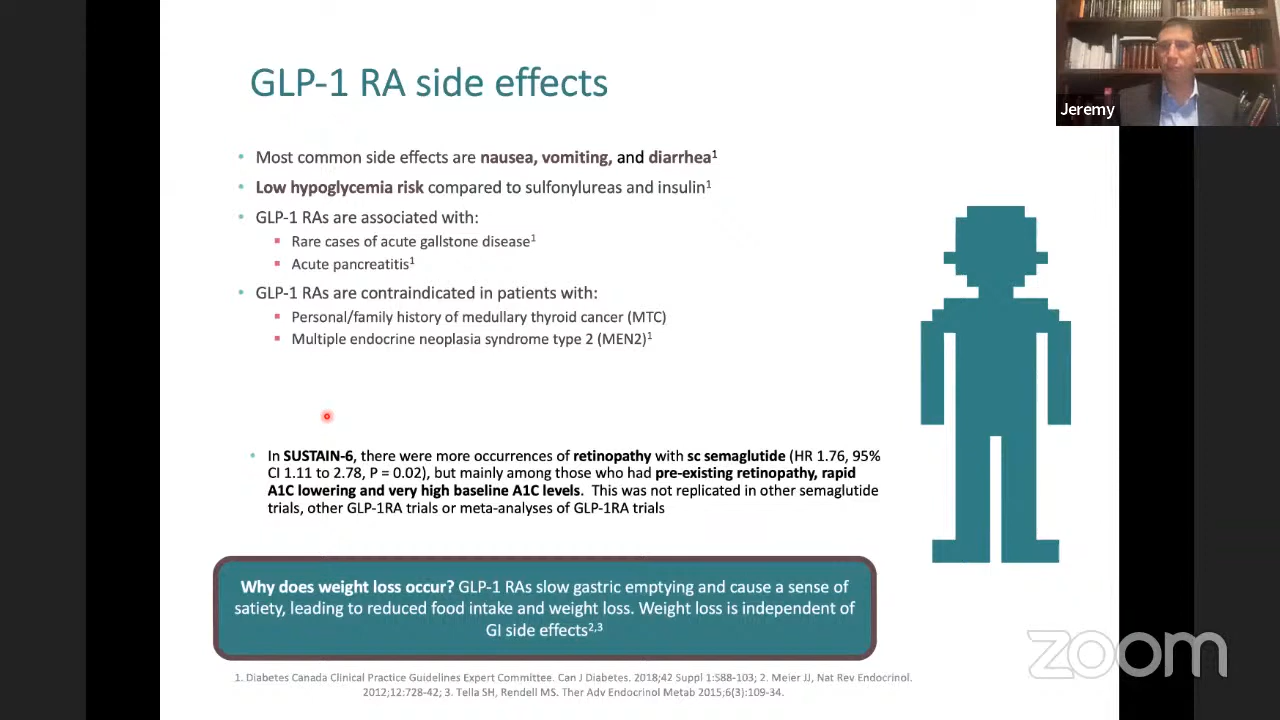 GLP-1 RA side effects
Jeremy
• Most common side effects are nausea, vomiting, and diarrhea1
• Low hypoglycemia risk compared to sulfonylureas and insulin1
• GLP-1 RAs are associated with:
▪ Rare cases of acute gallstone disease1
▪ Acute pancreatitis1
• GLP-1 RAs are contraindicated in patients with:
▪ Personal/family history of medullary thyroid cancer (MTC)
▪ Multiple endocrine neoplasia syndrome type 2 (MEN2)1
• In SUSTAIN-6, there were more occurrences of retinopathy with sc semaglutide (HR 1.76, 95%
CI 1.11 to 2.78, P = 0.02), but mainly among those who had pre-existing retinopathy, rapid
A1C lowering and very high baseline A1C levels. This was not replicated in other semaglutide
trials, other GLP-1RA trials or meta-analyses of GLP-1RA trials
Why does weight loss occur? GLP-1 RAs slow gastric emptying and cause a sense of
satiety, leading to reduced food intake and weight loss. Weight loss is independent of
GI side effects2,3
1. Diabetes Canada Clinical Practice Guidelines Expert Committee. Can J Diabetes. 2018;42 Suppl 1:S88-103; 2. Meier JJ, Nat Rev Endocrinol.
2012;12:728-42; 3. Tella SH, Rendell MS. Ther Adv Endocrinol Metab 2015;6(3):109-34.
zoom